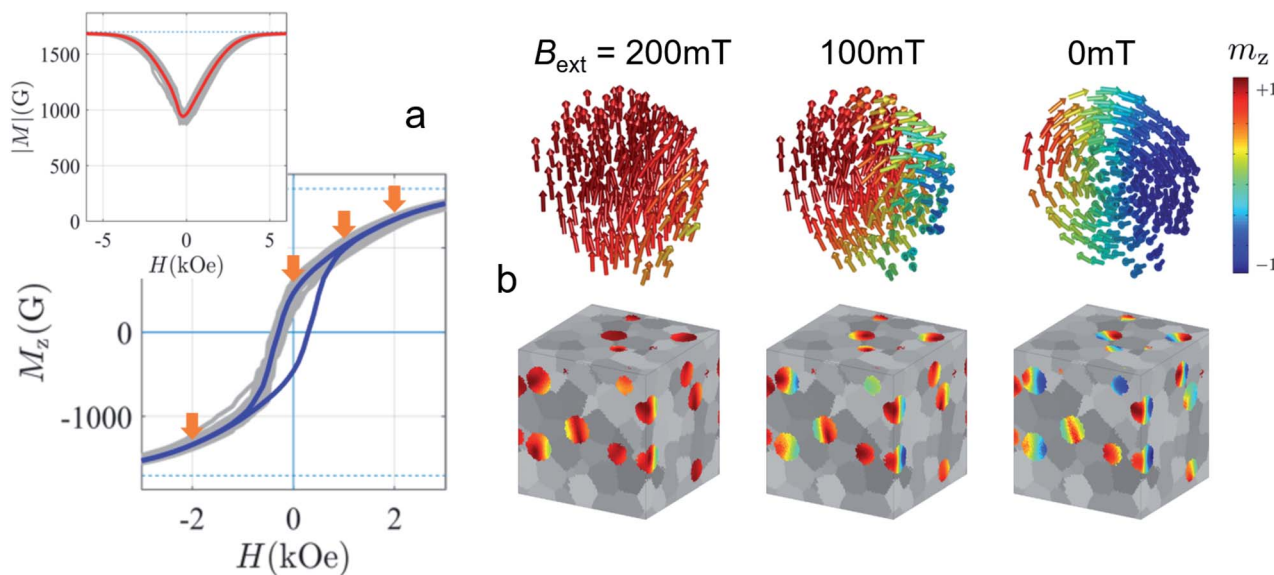 1500
1000
500
0
|M|(G)
-5
0
5
H(kOe)
a
0
-1000
M_z(G)
-2
0
2
H(kOe)
B_ext = 200mT
100mT
0mT
m_z
+1
-1
b